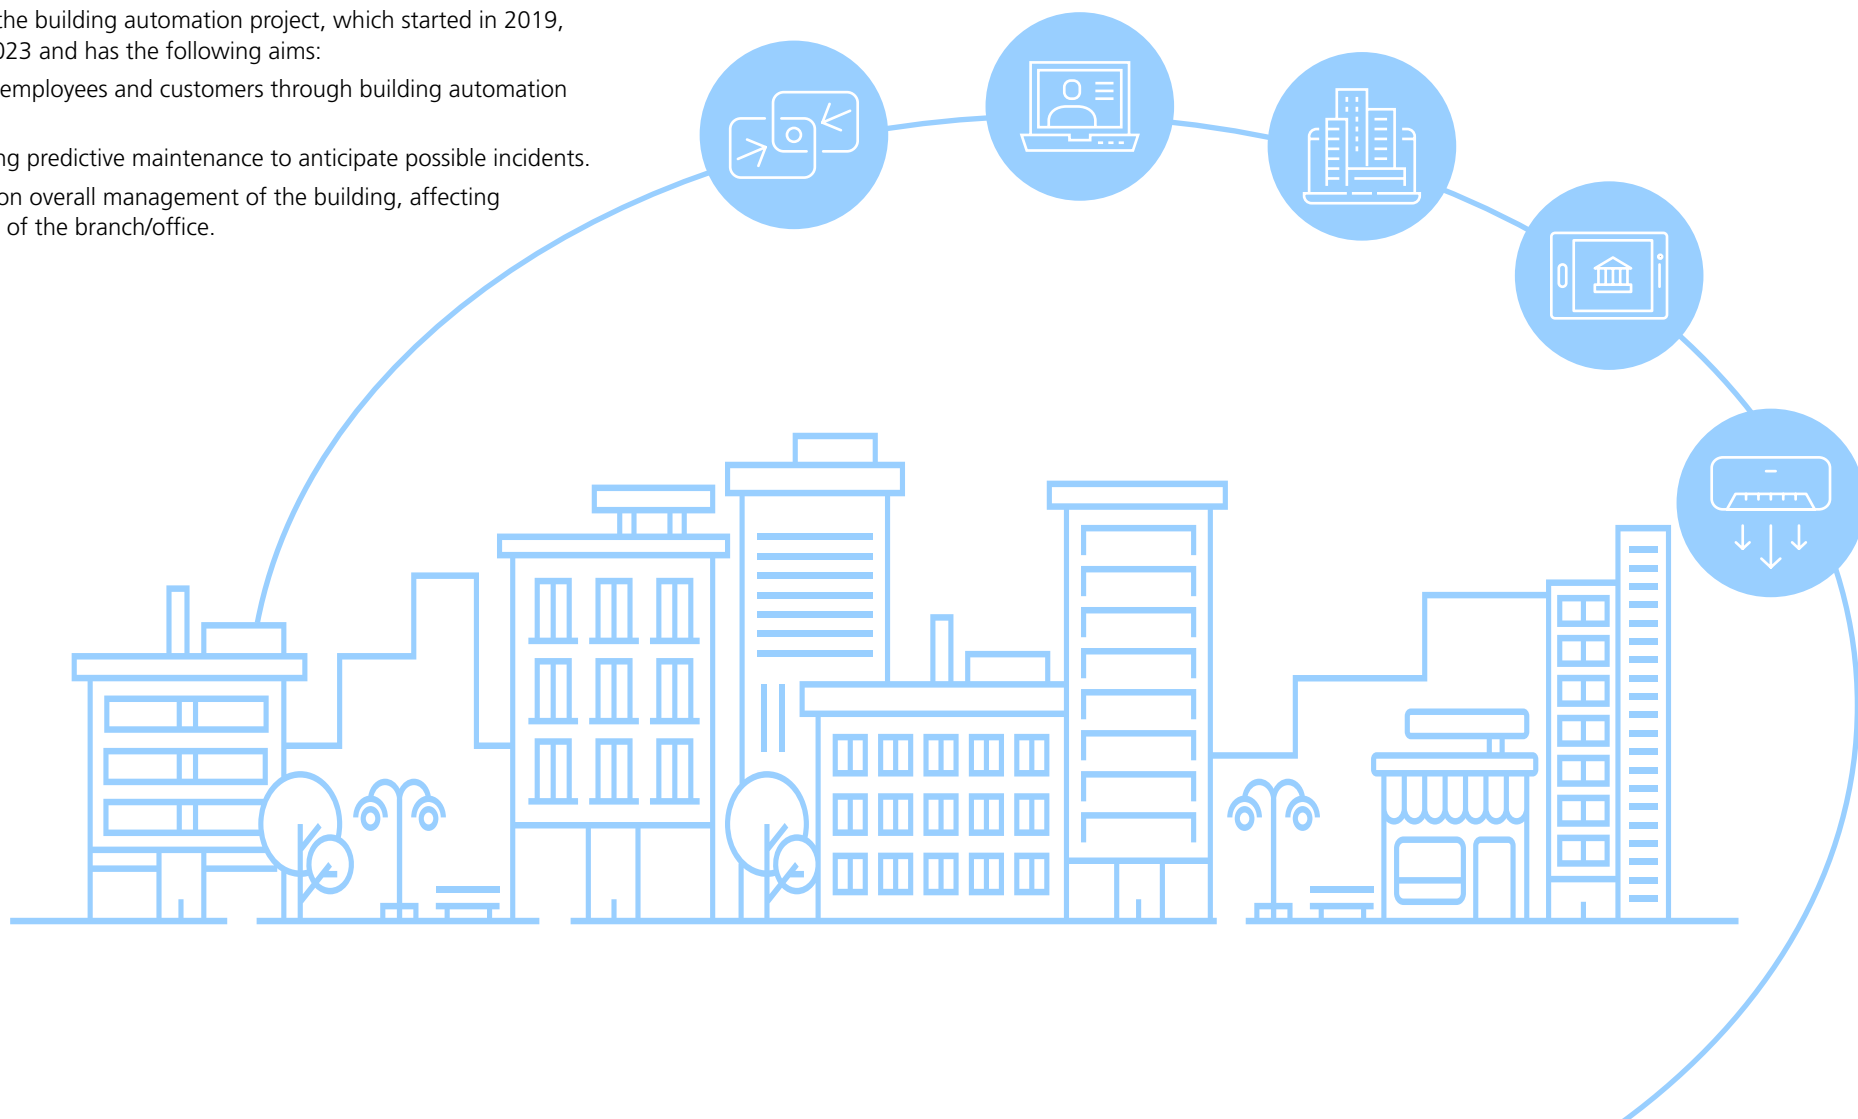 the building automation project, which started in 2019,
023 and has the following aims:
employees and customers through building automation
ng predictive maintenance to anticipate possible incidents.
on overall management of the building, affecting
of the branch/office.